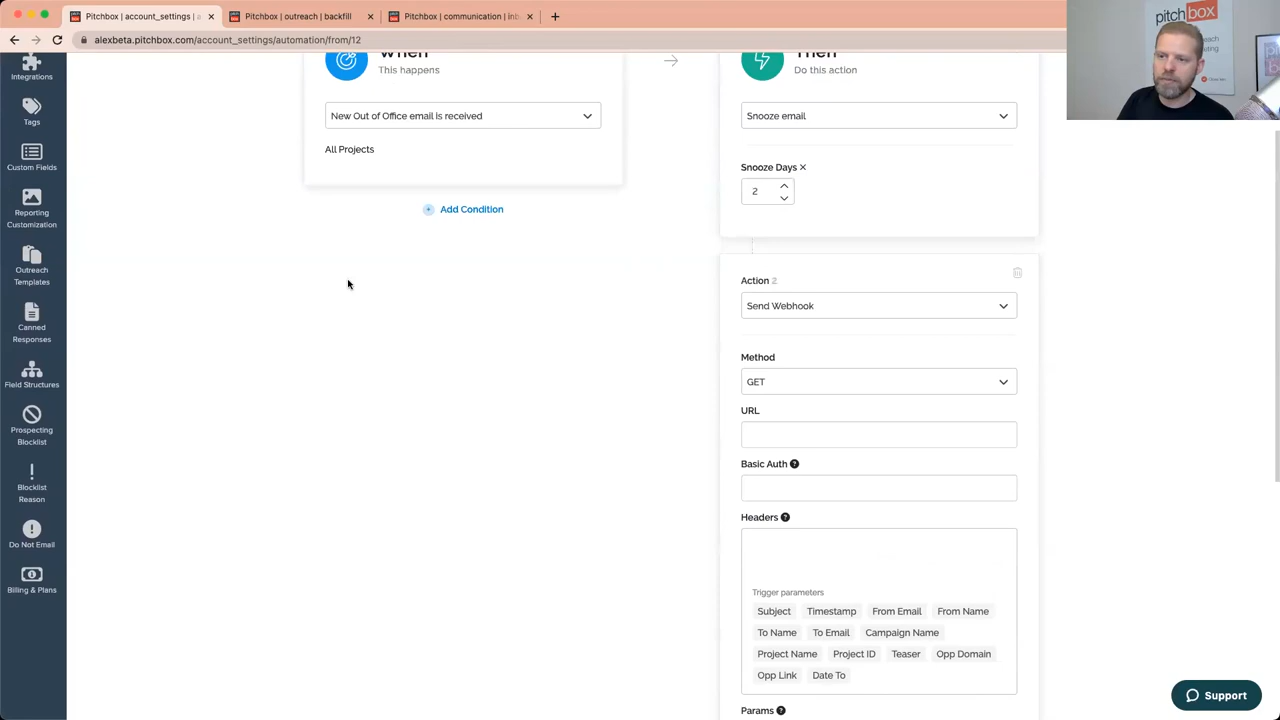 Pitchbox | account_settings | a
Pitchbox | outreach | backfill
Pitchbox | communication | inb
alexbeta.pitchbox.com/account_settings/automation/from/12
pitchbox
Integrations
Tags
Custom Fields
Reporting
Customization
Outreach
Templates
Canned
Responses
Field Structures
Prospecting
Blocklist
Blocklist
Reason
Do Not Email
Billing & Plans
When
This happens
New Out of Office email is received
All Projects
Add Condition
Then
Do this action
Snooze email
Snooze Days
2
Action 2
Send Webhook
Method
GET
URL
Basic Auth
Headers
Trigger parameters
Subject Timestamp From Email From Name
To Name To Email Campaign Name
Project Name Project ID Teaser Opp Domain
Opp Link Date To
Params
Support